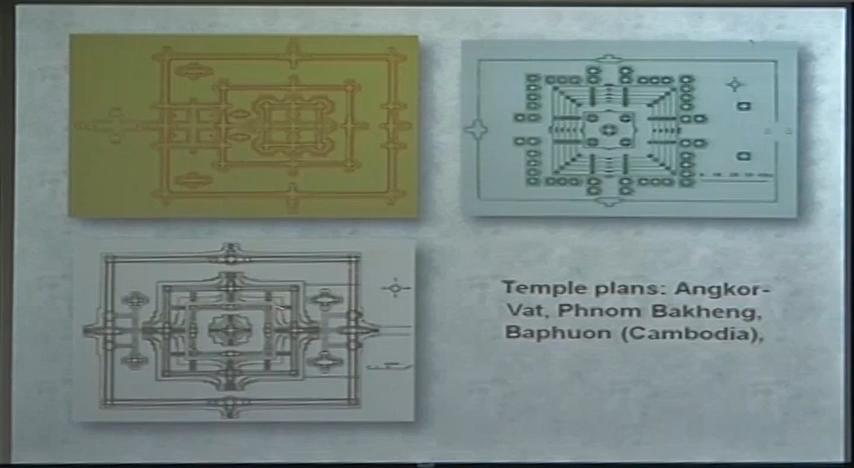 Temple plans: Angkor-
Vat, Phnom Bakheng,
Baphuon (Cambodia),